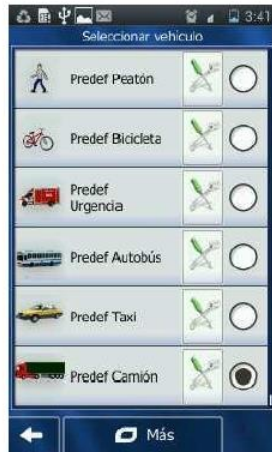 3:41
Seleccionar vehículo
Predef Peatón
Predef Bicicleta
Predef
Urgencia
Predef Autobús
Predef Taxi
Predef Camión
Más